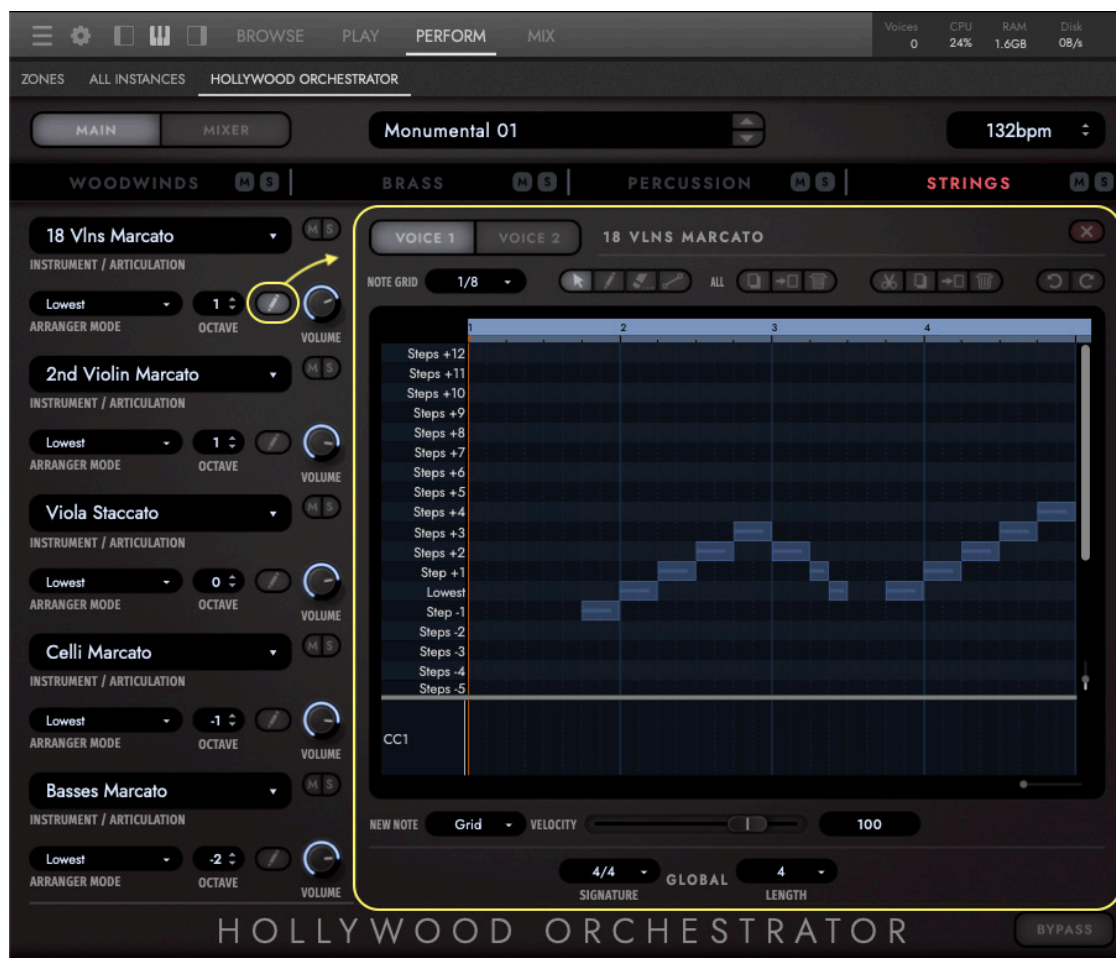 BROWSE PLAY PERFORM MIX Voices CPU RAM Disk
0 24% 1.6GB 0B/s
ZONES ALL INSTANCES HOLLYWOOD ORCHESTRATOR
MAIN MIXER Monumental 01 132bpm
WOODWINDS M S BRASS M S PERCUSSION M S STRINGS M S
18 Vlns Marcato M S
INSTRUMENT / ARTICULATION
Lowest 1
ARRANGER MODE OCTAVE VOLUME
2nd Violin Marcato M S
INSTRUMENT / ARTICULATION
Lowest 1
ARRANGER MODE OCTAVE VOLUME
Viola Staccato M S
INSTRUMENT / ARTICULATION
Lowest 0
ARRANGER MODE OCTAVE VOLUME
Celli Marcato M S
INSTRUMENT / ARTICULATION
Lowest -1
ARRANGER MODE OCTAVE VOLUME
Basses Marcato M S
INSTRUMENT / ARTICULATION
Lowest -2
ARRANGER MODE OCTAVE VOLUME
VOICE 1 VOICE 2 18 VLNS MARCATO
NOTE GRID 1/8 ALL
1 2 3 4
Steps +12
Steps +11
Steps +10
Steps +9
Steps +8
Steps +7
Steps +6
Steps +5
Steps +4
Steps +3
Steps +2
Step +1
Lowest
Step -1
Steps -2
Steps -3
Steps -4
Steps -5
CC1
NEW NOTE Grid VELOCITY 100
4/4 GLOBAL 4
SIGNATURE LENGTH
HOLLYWOOD ORCHESTRATOR BYPASS